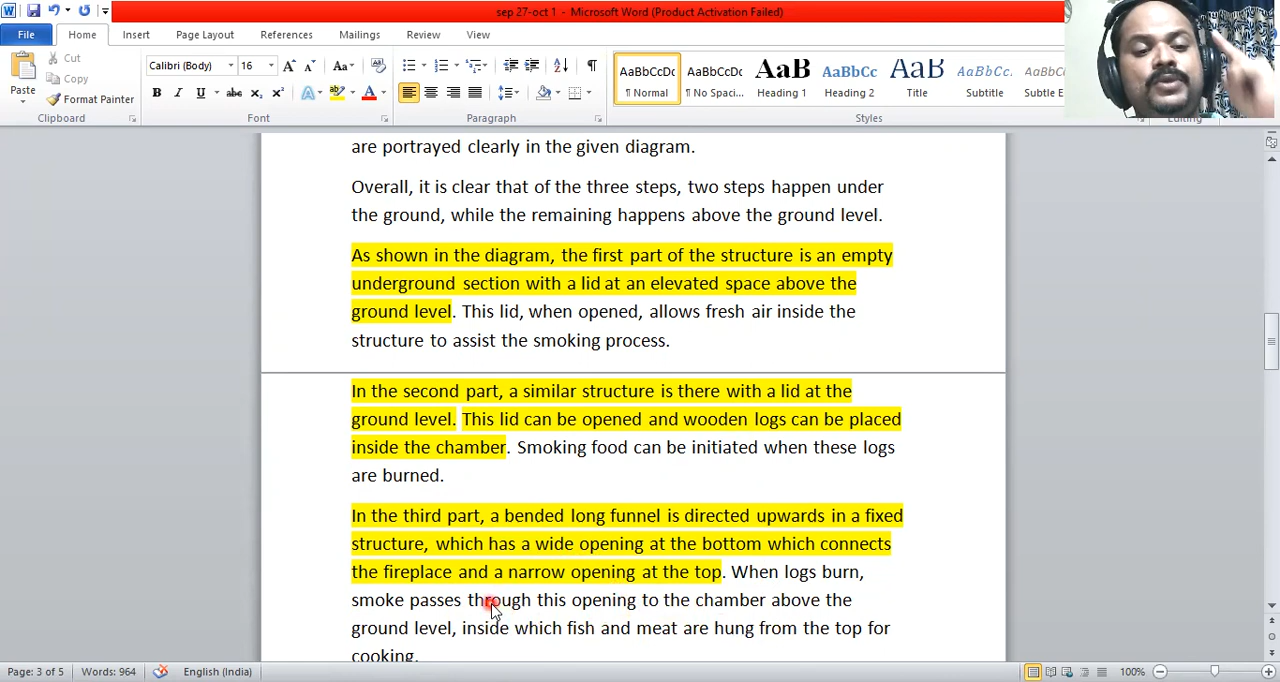 sep 27-oct 1 - Microsoft Word (Product Activation Failed)
File Home Insert Page Layout References Mailings Review View
Paste
Cut
Copy
Format Painter
Clipboard
Calibri (Body) 16
Font
Paragraph
AaBbCcDc AaBbCcDc AaB AaBbCc AaB AaBbCc. AaBbC
¶ Normal ¶ No Spaci... Heading 1 Heading 2 Title Subtitle Subtle E
Styles
are portrayed clearly in the given diagram.
Overall, it is clear that of the three steps, two steps happen under
the ground, while the remaining happens above the ground level.
As shown in the diagram, the first part of the structure is an empty
underground section with a lid at an elevated space above the
ground level. This lid, when opened, allows fresh air inside the
structure to assist the smoking process.
In the second part, a similar structure is there with a lid at the
ground level. This lid can be opened and wooden logs can be placed
inside the chamber. Smoking food can be initiated when these logs
are burned.
In the third part, a bended long funnel is directed upwards in a fixed
structure, which has a wide opening at the bottom which connects
the fireplace and a narrow opening at the top. When logs burn,
smoke passes through this opening to the chamber above the
ground level, inside which fish and meat are hung from the top for
cooking.
Page: 3 of 5 Words: 964 English (India) 100%